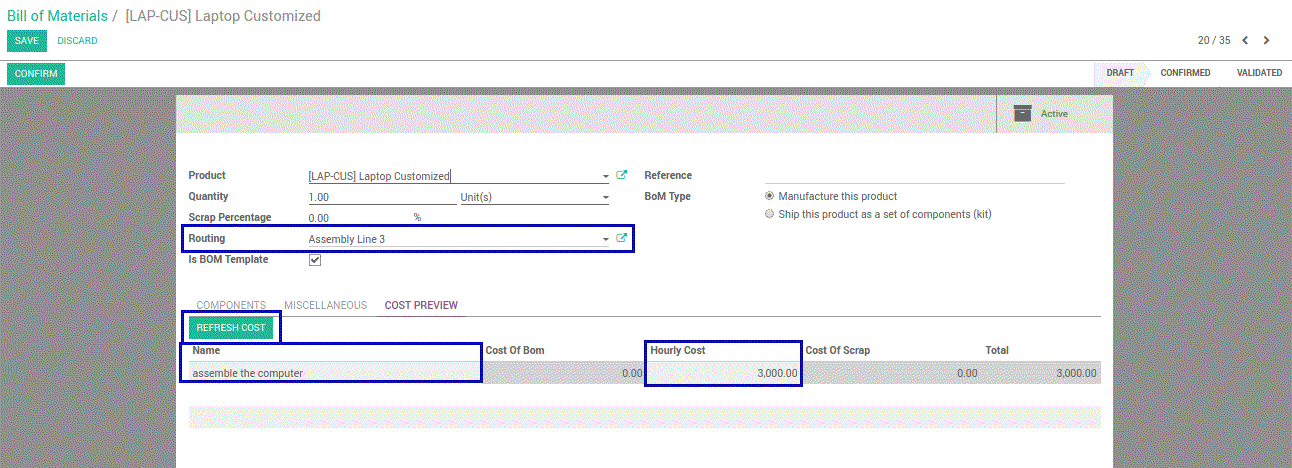 Bill of Materials / [LAP-CUS] Laptop Customized
SAVE DISCARD 20 / 35
CONFIRM DRAFT CONFIRMED VALIDATED
Active
Product [LAP-CUS] Laptop Customized Reference
Quantity 1.00 Unit(s) BoM Type Manufacture this product
Scrap Percentage 0.00 % Ship this product as a set of components (kit)
Routing Assembly Line 3
Is BOM Template
COMPONENTS MISCELLANEOUS COST PREVIEW
REFRESH COST
Name Cost Of Bom Hourly Cost Cost Of Scrap Total
assemble the computer 0.00 3,000.00 0.00 3,000.00